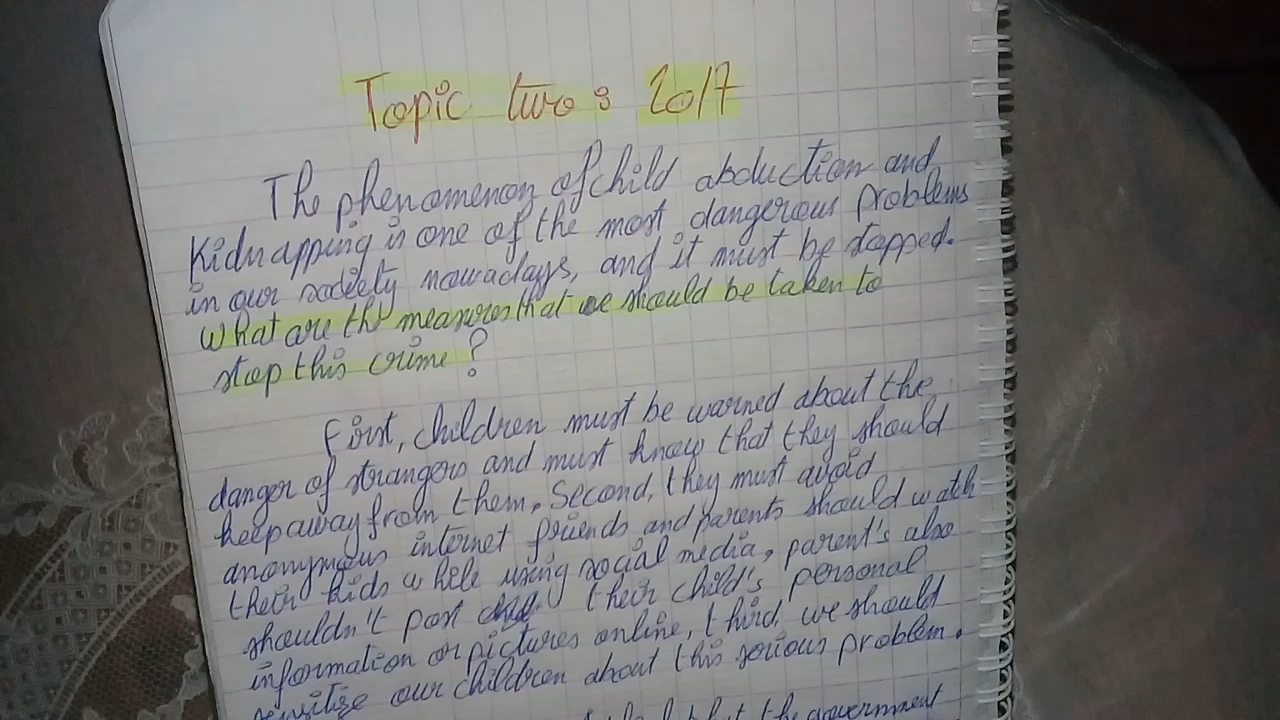 Topic two : 2017
The phenomenon of child abduction and
Kidnapping is one of the most dangerous problems
in our society nowadays, and it must be stopped.
What are the measures that we should be taken to
stop this crime ?
First, children must be warned about the
danger of strangers and must know that they should
keep away from them. Second, they must avoid
anonymous internet friends and parents should wath
their kids while using social media, parent's also
shouldn't post their child's personal
information or pictures online, third, we should
sensitize our children about this serious problem.
the government